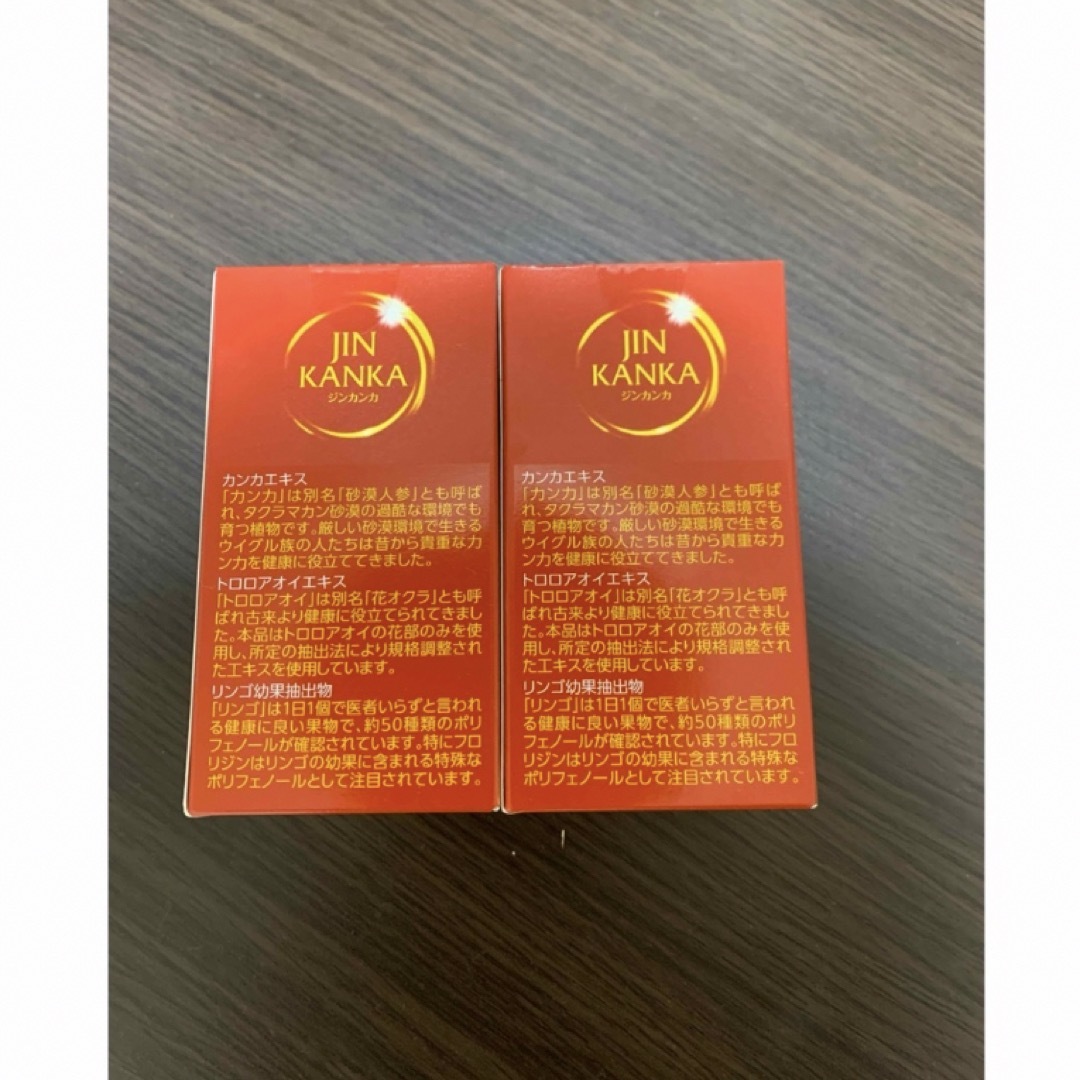 JIN
KANKA
ジンカンカ
カンカエキス
「カンカ」は別名「砂漠人参」とも呼ば
れ、タクラマカン砂漠の過酷な環境でも
育つ植物です。厳しい砂漠環境で生きる
ウイグル族の人たちは昔から貴重なカ
ンカを健康に役立ててきました。
トロロアオイエキス
「トロロアオイ」は別名「花オクラ」とも呼
ばれ古来より健康に役立てられてきまし
た。本品はトロロアオイの花部のみを使
用し、所定の抽出法により規格調整され
たエキスを使用しています。
リンゴ幼果抽出物
「リンゴ」は1日1個で医者いらずと言われ
る健康に良い果物で、約50種類のポリ
フェノールが確認されています。特にフロ
リジンはリンゴの幼果に含まれる特殊な
ポリフェノールとして注目されています。
JIN
KANKA
ジンカンカ
カンカエキス
「カンカ」は別名「砂漠人参」とも呼ば
れ、タクラマカン砂漠の過酷な環境でも
育つ植物です。厳しい砂漠環境で生きる
ウイグル族の人たちは昔から貴重なカ
ンカを健康に役立ててきました。
トロロアオイエキス
「トロロアオイ」は別名「花オクラ」とも
呼ばれ古来より健康に役立てられてきまし
た。本品はトロロアオイの花部のみを使
用し、所定の抽出法により規格調整され
たエキスを使用しています。
リンゴ幼果抽出物
「リンゴ」は1日1個で医者いらずと言われ
る健康に良い果物で、約50種類のポリ
フェノールが確認されています。特にフロ
リジンはリンゴの幼果に含まれる特殊な
ポリフェノールとして注目されています。